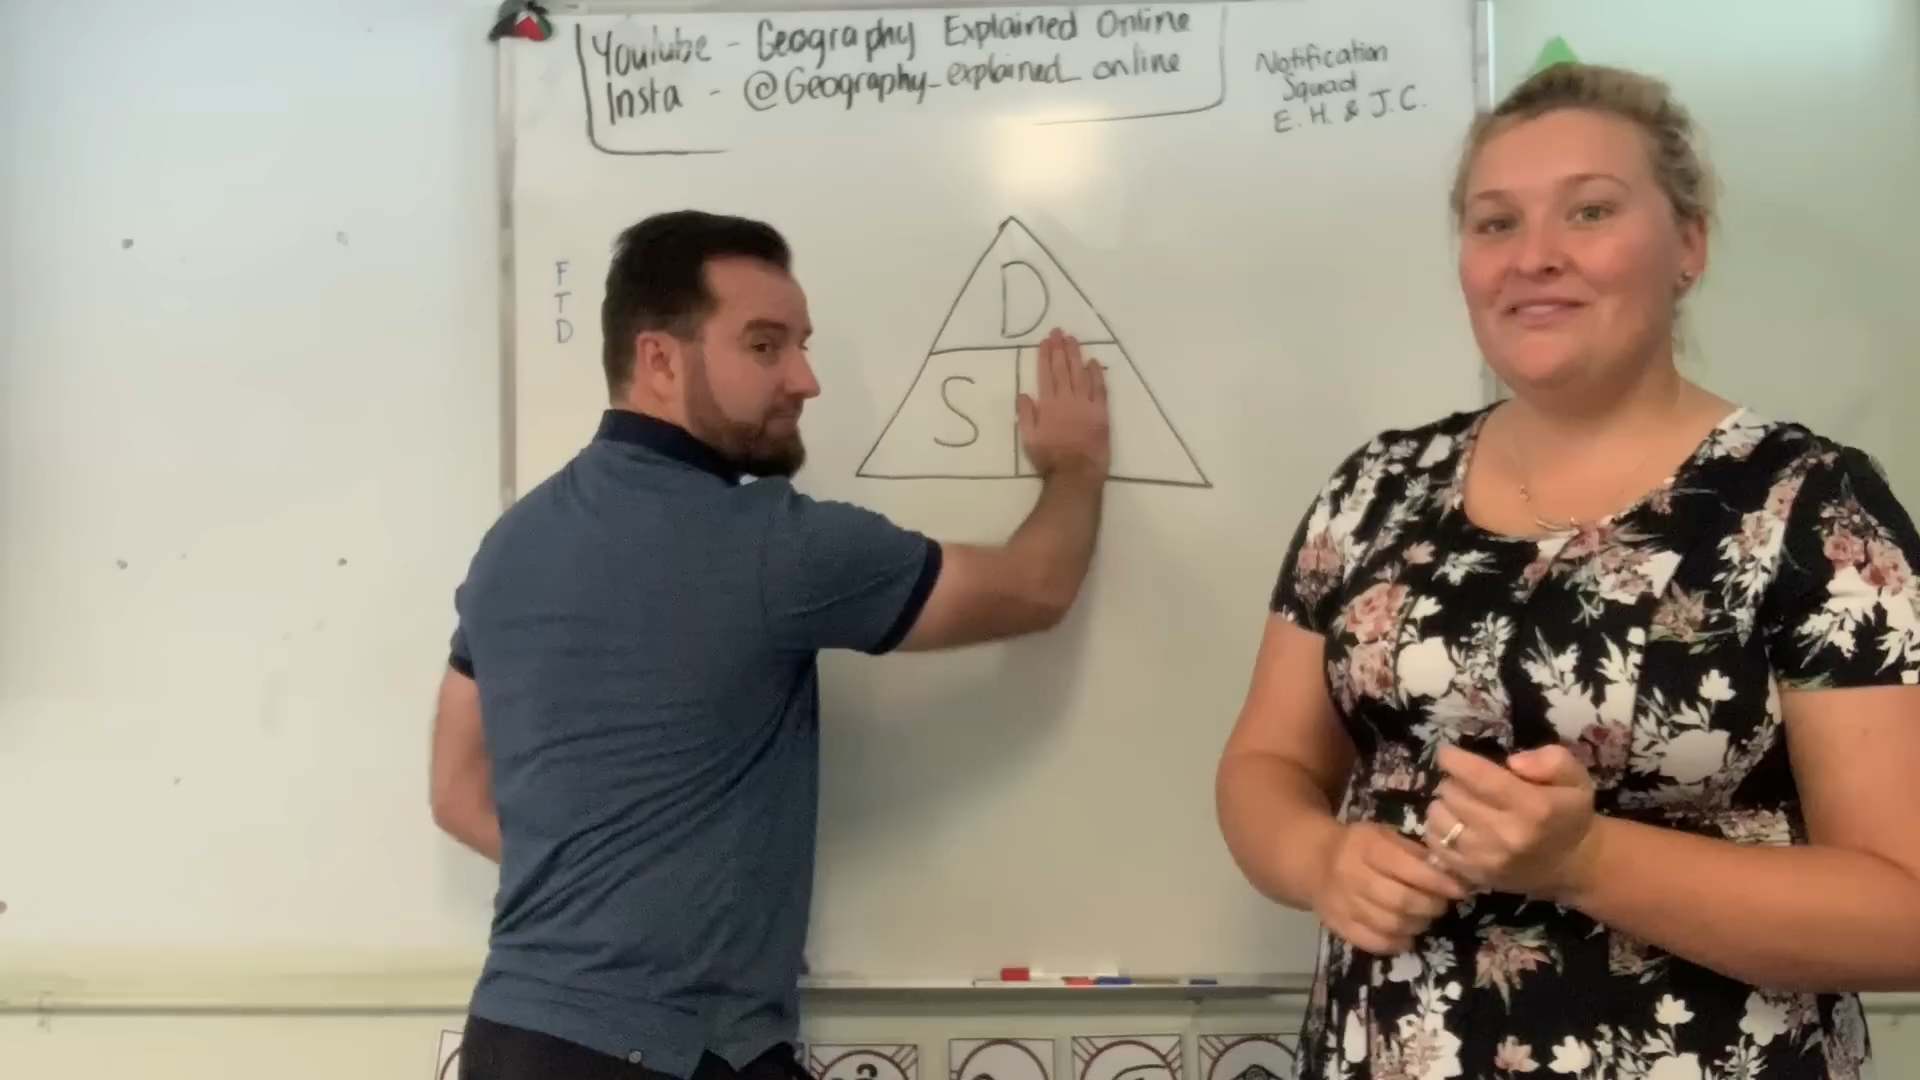 YouTube - Geography Explained Online
Insta - @Geography_explained_online
Notification
Squad
E. H. & J. C.
F
T
D
D
S